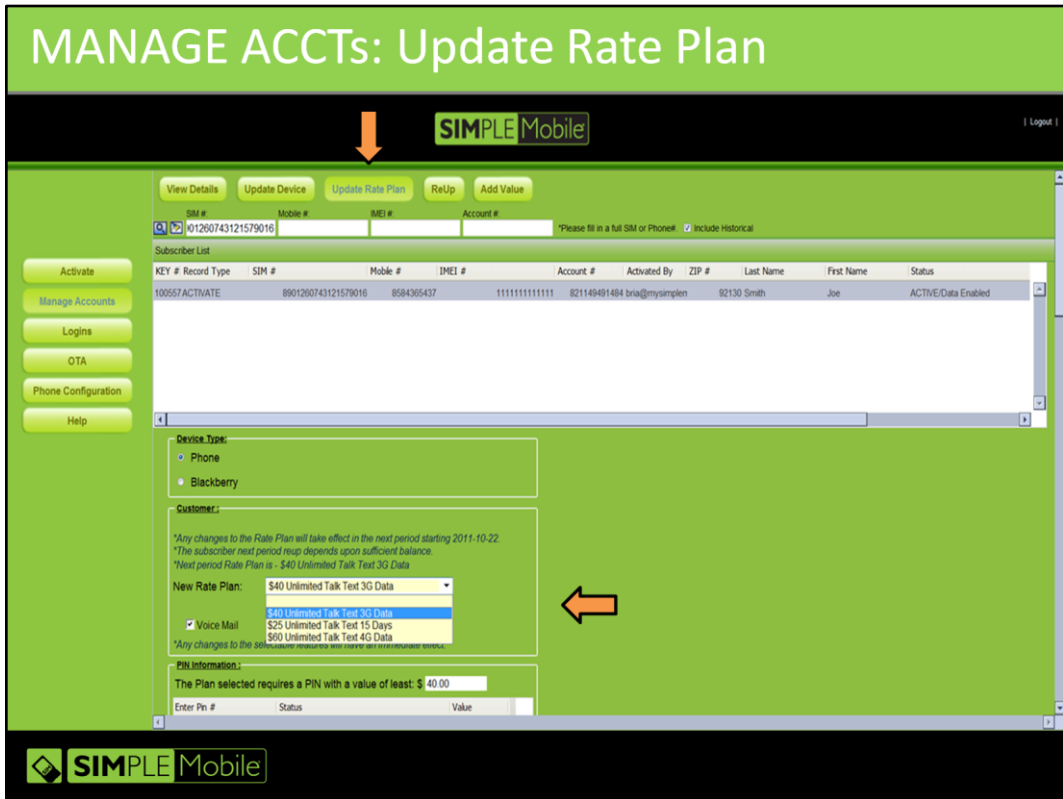 MANAGE ACCTs: Update Rate Plan
SIMPLE Mobile
| Logout |
View Details Update Device Update Rate Plan ReUp Add Value
SIM #: Mobile #: IMEI #: Account #:
01260743121579016 *Please fill in a full SIM or Phone#. Include Historical
Subscriber List
KEY # Record Type SIM # Mobile # IMEI # Account # Activated By ZIP # Last Name First Name Status
100557 ACTIVATE 8901260743121579016 8584365437 1111111111111 821149491484 bria@mysimplen 92130 Smith Joe ACTIVE/Data Enabled
Activate
Manage Accounts
Logins
OTA
Phone Configuration
Help
Device Type:
Phone
Blackberry
Customer :
*Any changes to the Rate Plan will take effect in the next period starting 2011-10-22.
*The subscriber next period reup depends upon sufficient balance.
*Next period Rate Plan is - $40 Unlimited Talk Text 3G Data
New Rate Plan: $40 Unlimited Talk Text 3G Data
$40 Unlimited Talk Text 3G Data
Voice Mail $25 Unlimited Talk Text 15 Days
$60 Unlimited Talk Text 4G Data
*Any changes to the selectable features will have an immediate effect.
PIN Information :
The Plan selected requires a PIN with a value of least: $ 40.00
Enter Pin # Status Value
SIMPLE Mobile